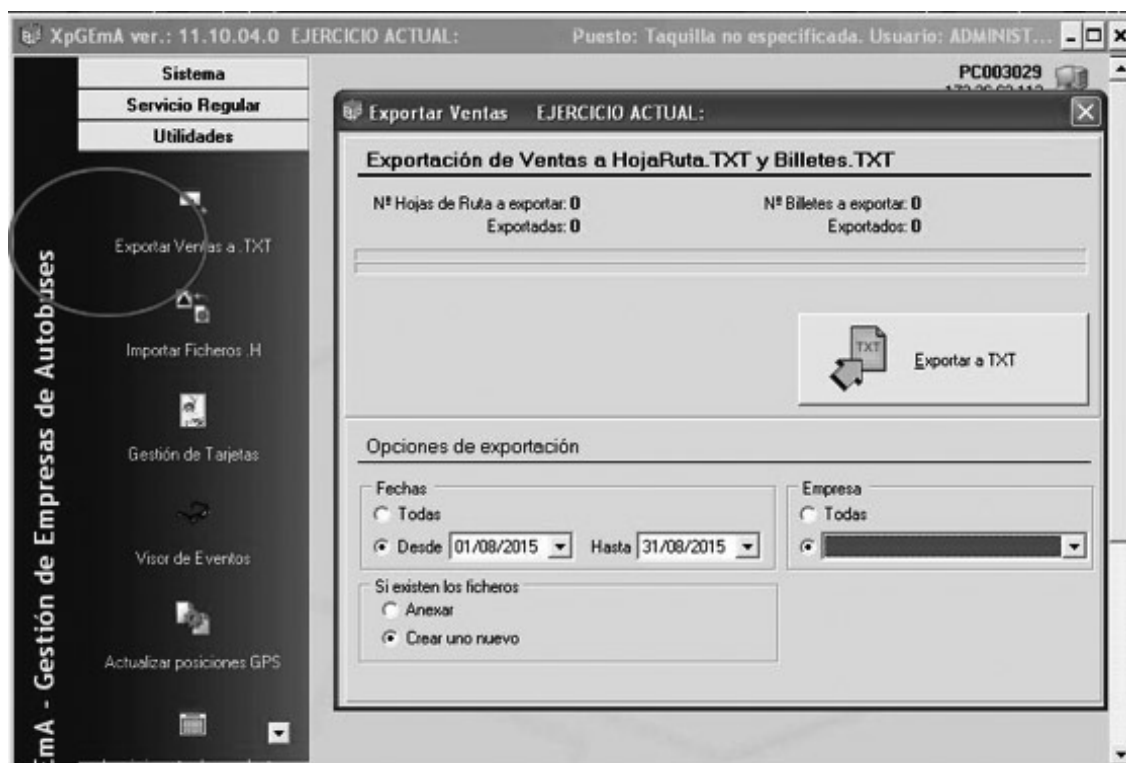 XpGEmA ver.: 11.10.04.0 EJERCICIO ACTUAL: Puesto: Taquilla no especificada. Usuario: ADMINIST...
Sistema
Servicio Regular
Utilidades
Exportar Ventas a .TXT
Importar Ficheros .H
Gestión de Tarjetas
Visor de Eventos
Actualizar posiciones GPS
EmA - Gestión de Empresas de Autobuses
PC003029
Exportar Ventas EJERCICIO ACTUAL:
Exportación de Ventas a HojaRuta.TXT y Billetes.TXT
Nº Hojas de Ruta a exportar: 0 Nº Billetes a exportar: 0
Exportadas: 0 Exportados: 0
TXT
Exportar a TXT
Opciones de exportación
Fechas
Todas
Desde 01/08/2015 Hasta 31/08/2015
Empresa
Todas
Si existen los ficheros
Anexar
Crear uno nuevo